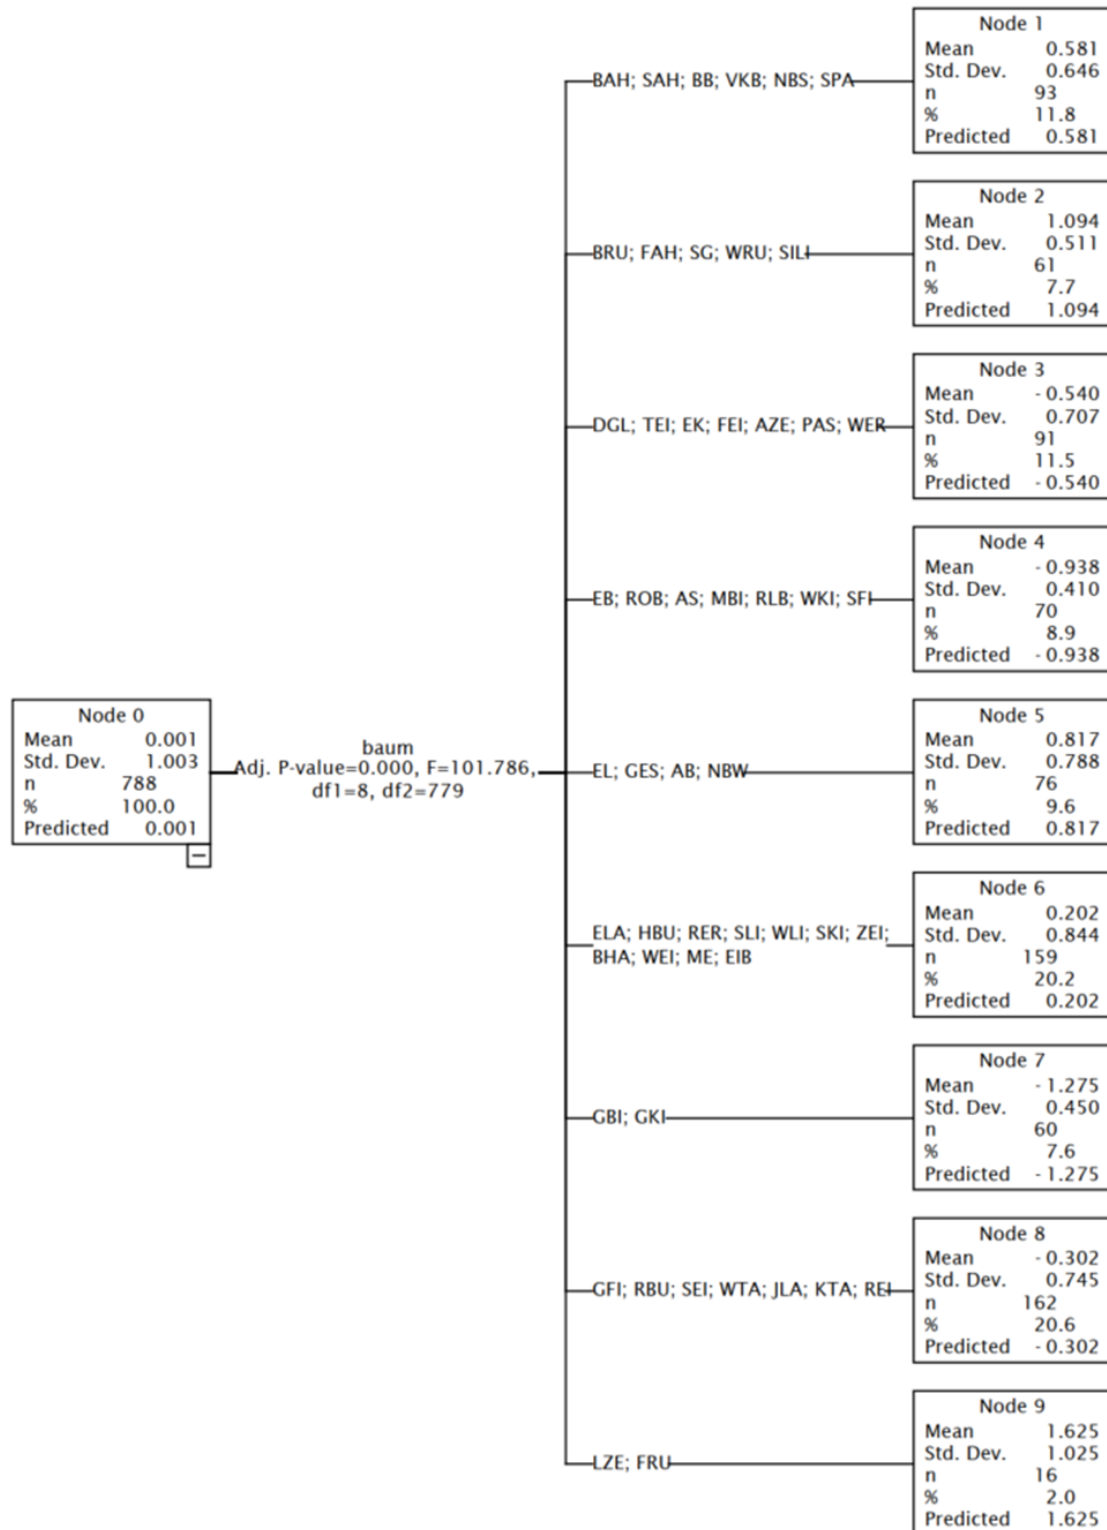 Node 0
Mean 0.001
Std. Dev. 1.003
n 788
% 100.0
Predicted 0.001
baum
Adj. P-value=0.000, F=101.786,
df1=8, df2=779
BAH; SAH; BB; VKB; NBS; SPA
Node 1
Mean 0.581
Std. Dev. 0.646
n 93
% 11.8
Predicted 0.581
BRU; FAH; SG; WRU; SILI
Node 2
Mean 1.094
Std. Dev. 0.511
n 61
% 7.7
Predicted 1.094
DGL; TEI; EK; FEI; AZE; PAS; WER
Node 3
Mean - 0.540
Std. Dev. 0.707
n 91
% 11.5
Predicted - 0.540
EB; ROB; AS; MBI; RLB; WKI; SFI
Node 4
Mean - 0.938
Std. Dev. 0.410
n 70
% 8.9
Predicted - 0.938
EL; GES; AB; NBW
Node 5
Mean 0.817
Std. Dev. 0.788
n 76
% 9.6
Predicted 0.817
ELA; HBU; RER; SLI; WLI; SKI; ZEI;
BHA; WEI; ME; EIB
Node 6
Mean 0.202
Std. Dev. 0.844
n 159
% 20.2
Predicted 0.202
GBI; GKI
Node 7
Mean - 1.275
Std. Dev. 0.450
n 60
% 7.6
Predicted - 1.275
GFI; RBU; SEI; WTA; JLA; KTA; REI
Node 8
Mean - 0.302
Std. Dev. 0.745
n 162
% 20.6
Predicted - 0.302
LZE; FRU
Node 9
Mean 1.625
Std. Dev. 1.025
n 16
% 2.0
Predicted 1.625